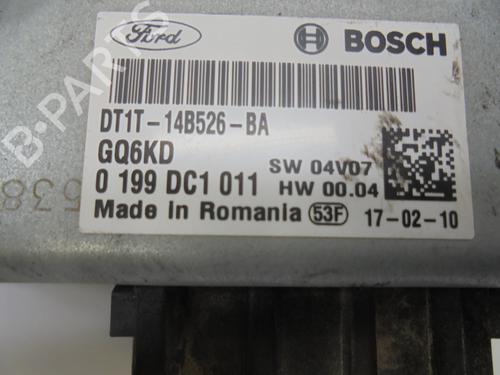 Ford BOSCH
DT1T-14B526-BA
GQ6KD
SW 04V07
0 199 DC1 011 HW 00.04
Made in Romania 53F 17-02-10
B-PARTS
538